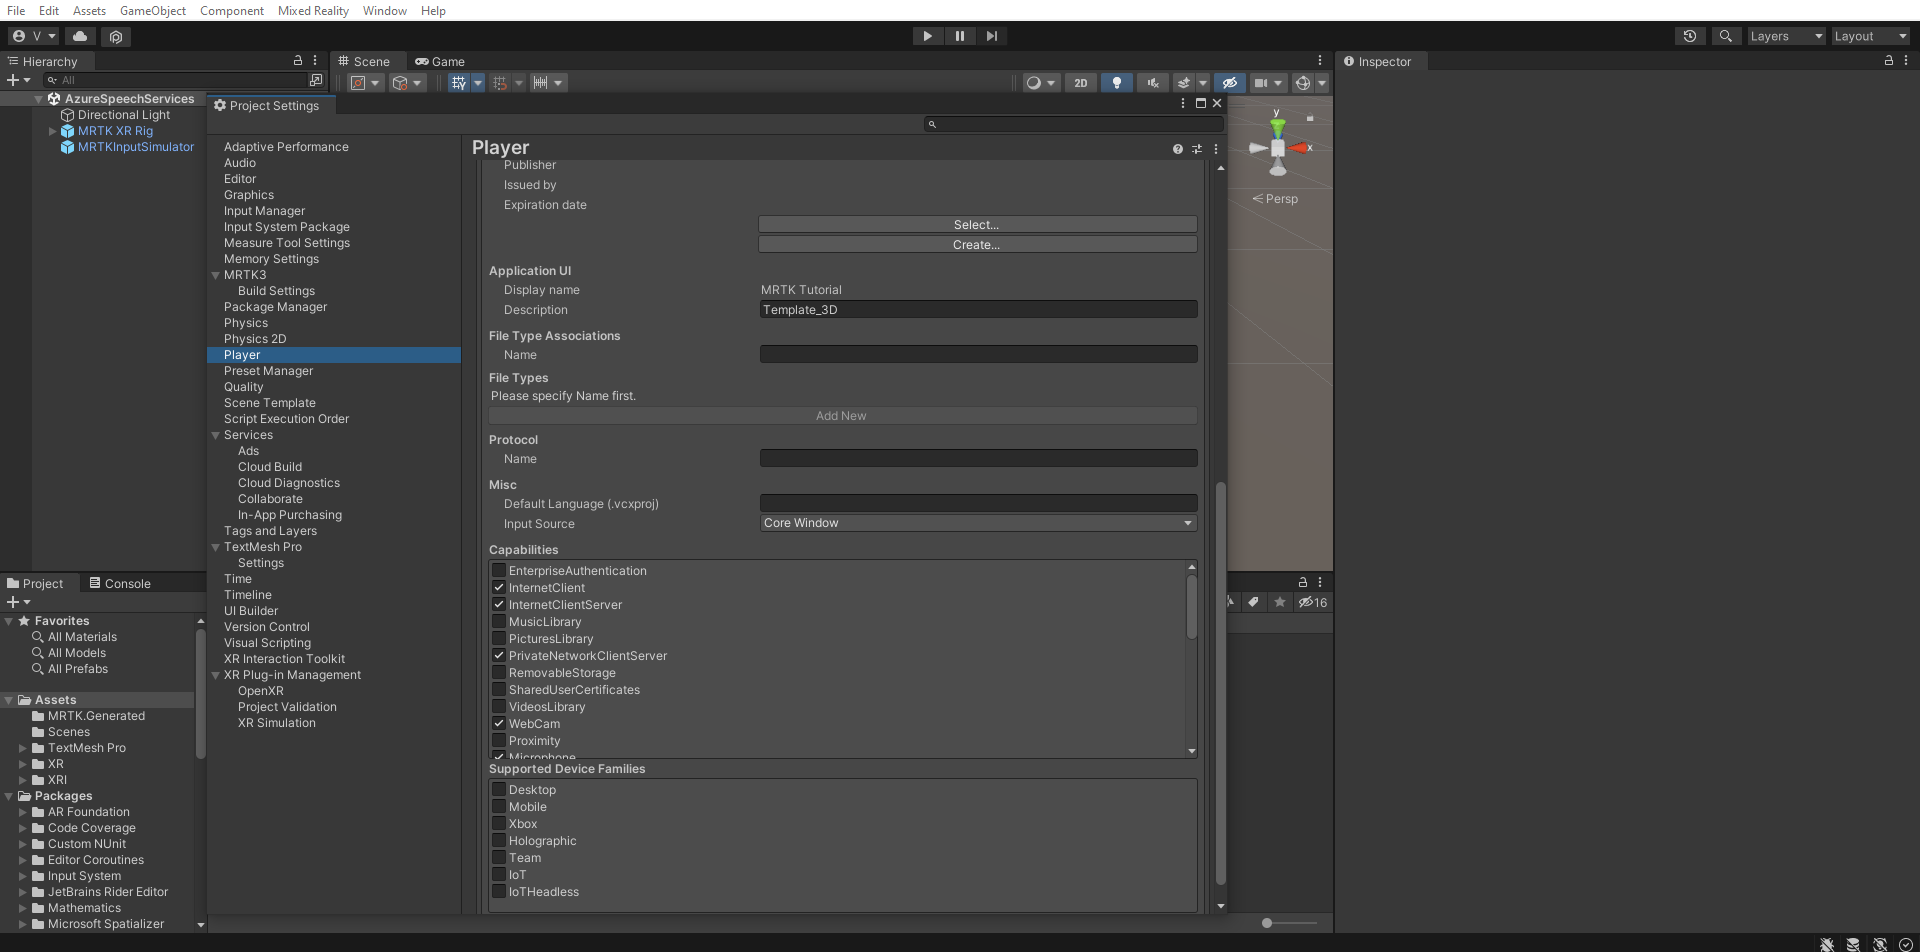 File Edit Assets GameObject Component Mixed Reality Window Help
V
Layers
Layout
Hierarchy
All
AzureSpeechServices
Directional Light
MRTK XR Rig
MRTKInputSimulator
Scene
Game
2D
Inspector
y
x
Persp
Project Settings
Adaptive Performance
Audio
Editor
Graphics
Input Manager
Input System Package
Measure Tool Settings
Memory Settings
MRTK3
Build Settings
Package Manager
Physics
Physics 2D
Player
Preset Manager
Quality
Scene Template
Script Execution Order
Services
Ads
Cloud Build
Cloud Diagnostics
Collaborate
In-App Purchasing
Tags and Layers
TextMesh Pro
Settings
Time
Timeline
UI Builder
Version Control
Visual Scripting
XR Interaction Toolkit
XR Plug-in Management
OpenXR
Project Validation
XR Simulation
Player
Publisher
Issued by
Expiration date
Select...
Create...
Application UI
Display name MRTK Tutorial
Description Template_3D
File Type Associations
Name
File Types
Please specify Name first.
Add New
Protocol
Name
Misc
Default Language (.vcxproj)
Input Source Core Window
Capabilities
EnterpriseAuthentication
InternetClient
InternetClientServer
MusicLibrary
PicturesLibrary
PrivateNetworkClientServer
RemovableStorage
SharedUserCertificates
VideosLibrary
WebCam
Proximity
Microphone
Supported Device Families
Desktop
Mobile
Xbox
Holographic
Team
IoT
IoTHeadless
Project
Console
Favorites
All Materials
All Models
All Prefabs
Assets
MRTK.Generated
Scenes
TextMesh Pro
XR
XRI
Packages
AR Foundation
Code Coverage
Custom NUnit
Editor Coroutines
Input System
JetBrains Rider Editor
Mathematics
Microsoft Spatializer
16